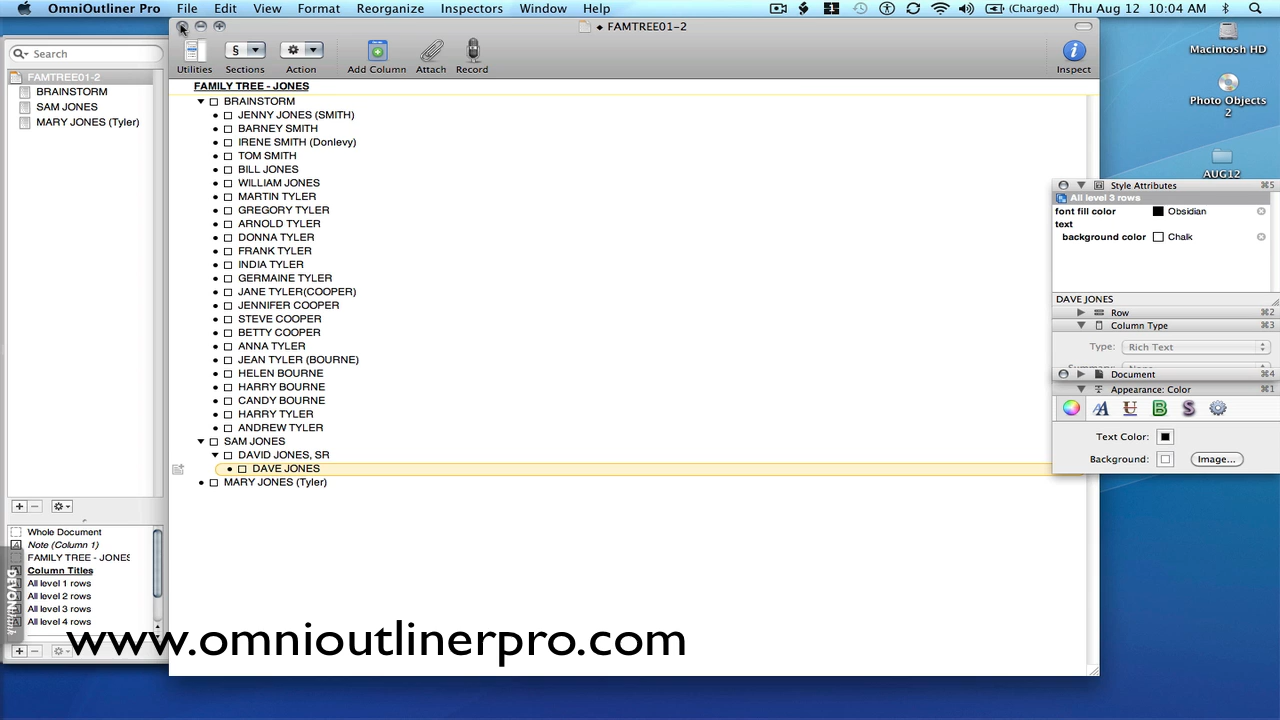 OmniOutliner Pro File Edit View Format Reorganize Inspectors Window Help 1 (Charged) Thu Aug 12 10:04 AM
FAMTREE01-2
Utilities Sections Action Add Column Attach Record Inspect
Search
FAMTREE01-2
BRAINSTORM
SAM JONES
MARY JONES (Tyler)
FAMILY TREE - JONES
BRAINSTORM
JENNY JONES (SMITH)
BARNEY SMITH
IRENE SMITH (Donlevy)
TOM SMITH
BILL JONES
WILLIAM JONES
MARTIN TYLER
GREGORY TYLER
ARNOLD TYLER
DONNA TYLER
FRANK TYLER
INDIA TYLER
GERMAINE TYLER
JANE TYLER(COOPER)
JENNIFER COOPER
STEVE COOPER
BETTY COOPER
ANNA TYLER
JEAN TYLER (BOURNE)
HELEN BOURNE
HARRY BOURNE
CANDY BOURNE
HARRY TYLER
ANDREW TYLER
SAM JONES
DAVID JONES, SR
DAVE JONES
MARY JONES (Tyler)
Macintosh HD
Photo Objects
2
AUG12
Style Attributes ⌘5
All level 3 rows
font fill color Obsidian
text
background color Chalk
DAVE JONES
Row ⌘2
Column Type ⌘3
Type: Rich Text
Document ⌘4
Appearance: Color ⌘1
Text Color:
Background: Image...
Whole Document
Note (Column 1)
FAMILY TREE - JONES
Column Titles
All level 1 rows
All level 2 rows
All level 3 rows
All level 4 rows
DEVONthink
www.omnioutlinerpro.com